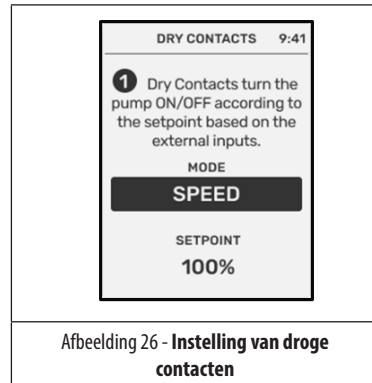 DRY CONTACTS 9:41
1 Dry Contacts turn the
pump ON/OFF according to
the setpoint based on the
external inputs.
MODE
SPEED
SETPOINT
100%
Afbeelding 26 - Instelling van droge
contacten